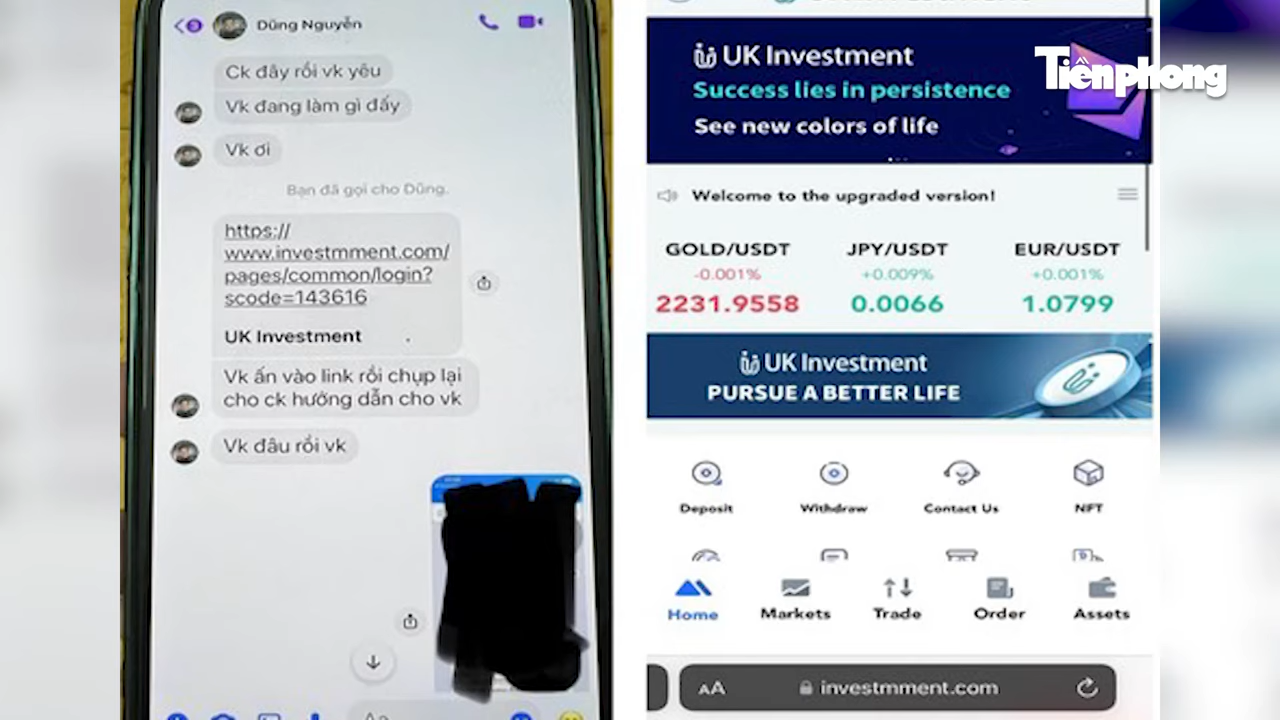 Dũng Nguyễn
Ck đây rồi vk yêu
Vk đang làm gì đấy
Vk ơi
Bạn đã gọi cho Dũng.
https://
www.investmment.com/
pages/common/login?
scode=143616
UK Investment
Vk ấn vào link rồi chụp lại
cho ck hướng dẫn cho vk
Vk đâu rồi vk
Aa
UK Investment
Success lies in persistence
See new colors of life
Tiềnphong
Welcome to the upgraded version!
GOLD/USDT JPY/USDT EUR/USDT
-0.001% +0.009% +0.001%
2231.9558 0.0066 1.0799
UK Investment
PURSUE A BETTER LIFE
Deposit Withdraw Contact Us NFT
Home Markets Trade Order Assets
AA investmment.com